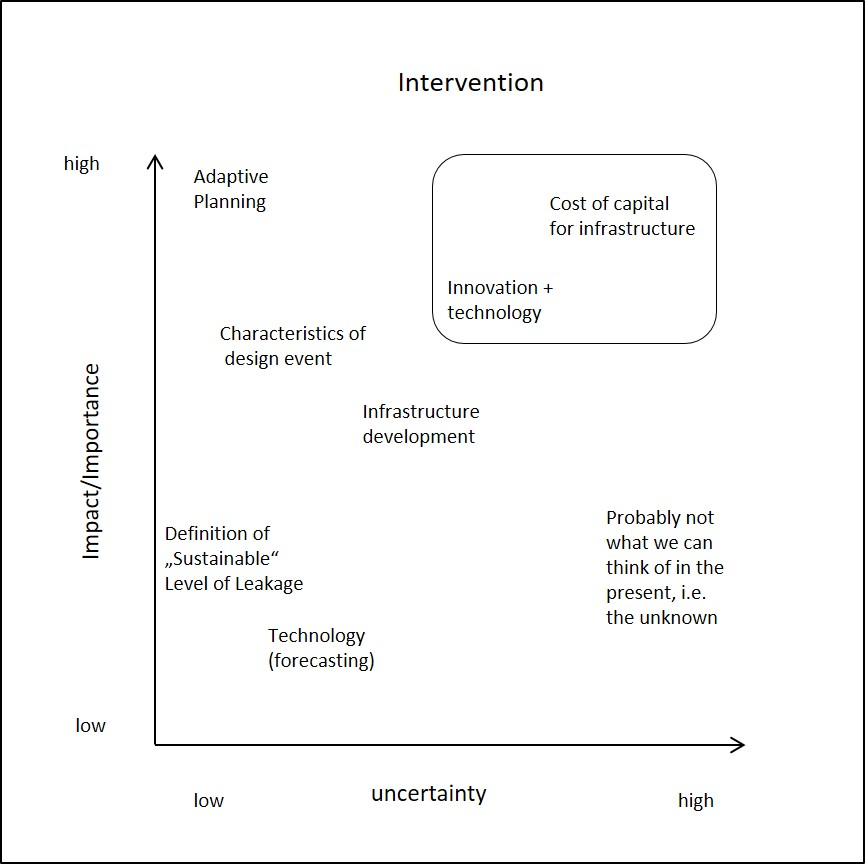 Intervention
high
Adaptive
Planning
Cost of capital
for infrastructure
Innovation +
technology
Characteristics of
design event
Infrastructure
development
Impact/Importance
Probably not
what we can
think of in the
present, i.e.
the unknown
Definition of
„Sustainable“
Level of Leakage
Technology
(forecasting)
low
low
uncertainty
high